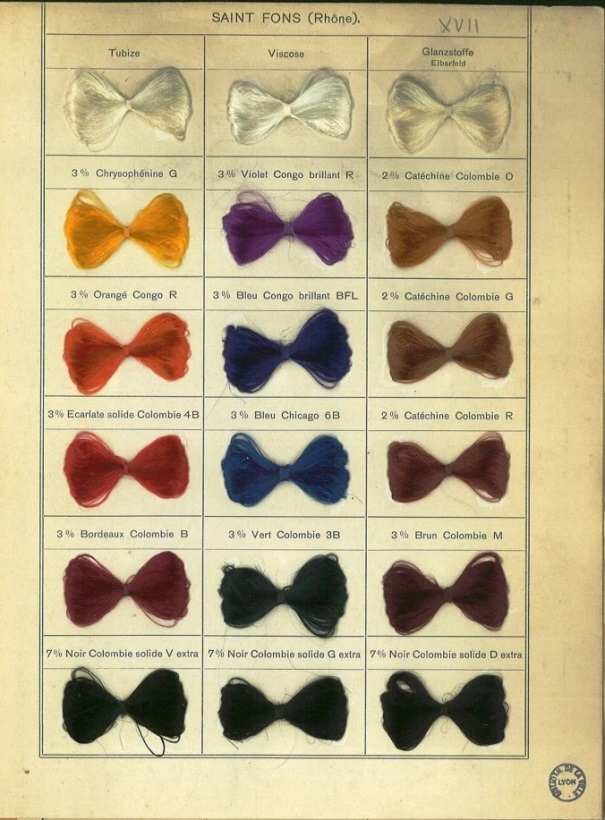 SAINT FONS (Rhône).
XVII
Tubize
Viscose
Glanzstoffe
Elberfeld
3% Chrysophénine G
3% Violet Congo brillant R
2% Catéchine Colombie O
3% Orangé Congo R
3% Bleu Congo brillant BFL
2% Catéchine Colombie G
3% Ecarlate solide Colombie 4B
3% Bleu Chicago 6B
2% Catéchine Colombie R
3% Bordeaux Colombie B
3% Vert Colombie 3B
3% Brun Colombie M
7% Noir Colombie solide V extra
7% Noir Colombie solide G extra
7% Noir Colombie solide D extra
DE LA
LYON